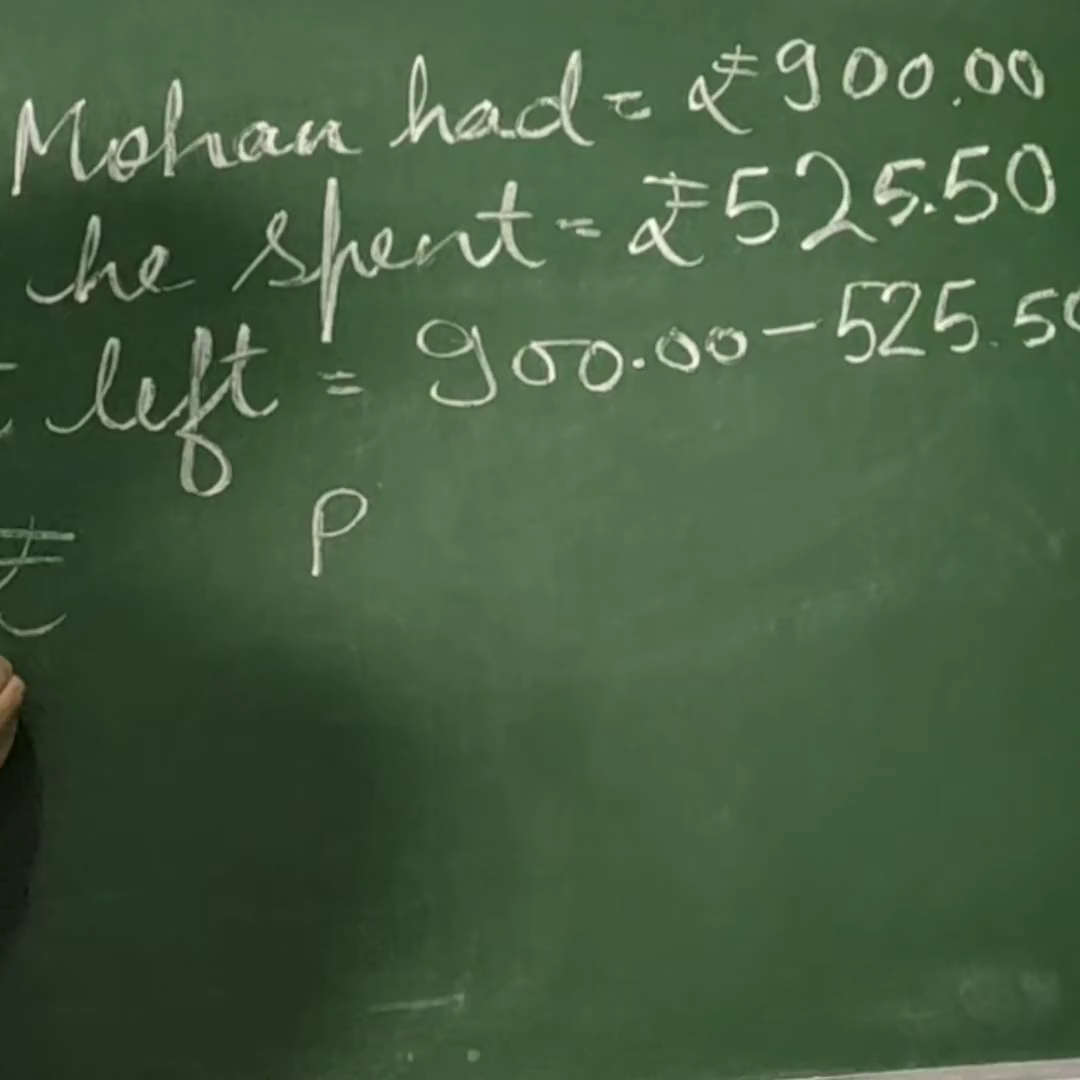 Mohan had = ₹900.00
he spent = ₹525.50
left = 900.00 - 525.50
₹ P